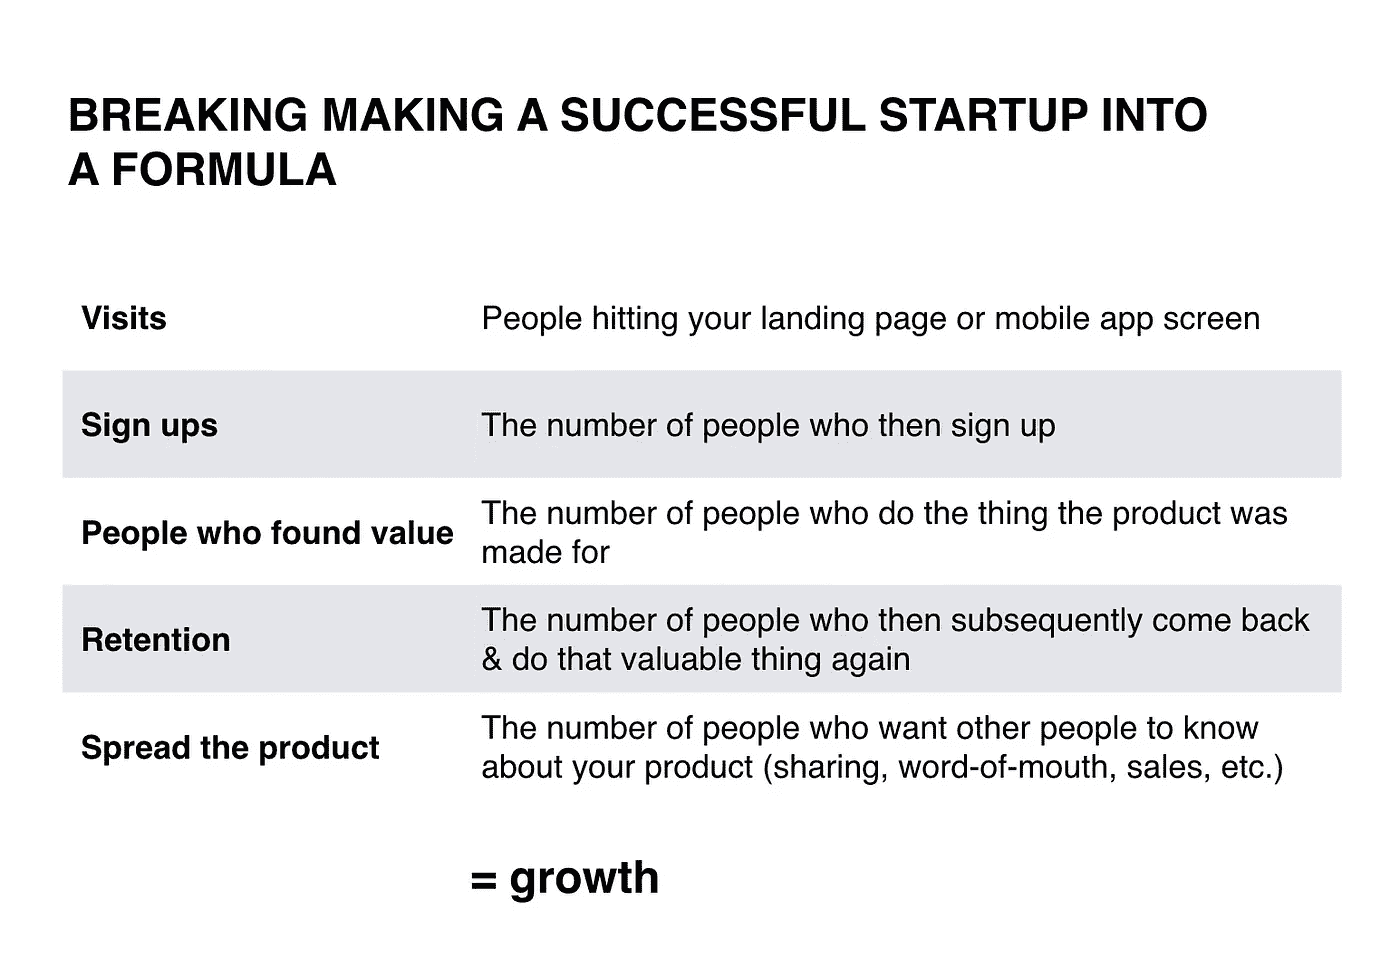 BREAKING MAKING A SUCCESSFUL STARTUP INTO
A FORMULA
Visits
People hitting your landing page or mobile app screen
Sign ups
The number of people who then sign up
People who found value
The number of people who do the thing the product was
made for
Retention
The number of people who then subsequently come back
& do that valuable thing again
Spread the product
The number of people who want other people to know
about your product (sharing, word-of-mouth, sales, etc.)
= growth